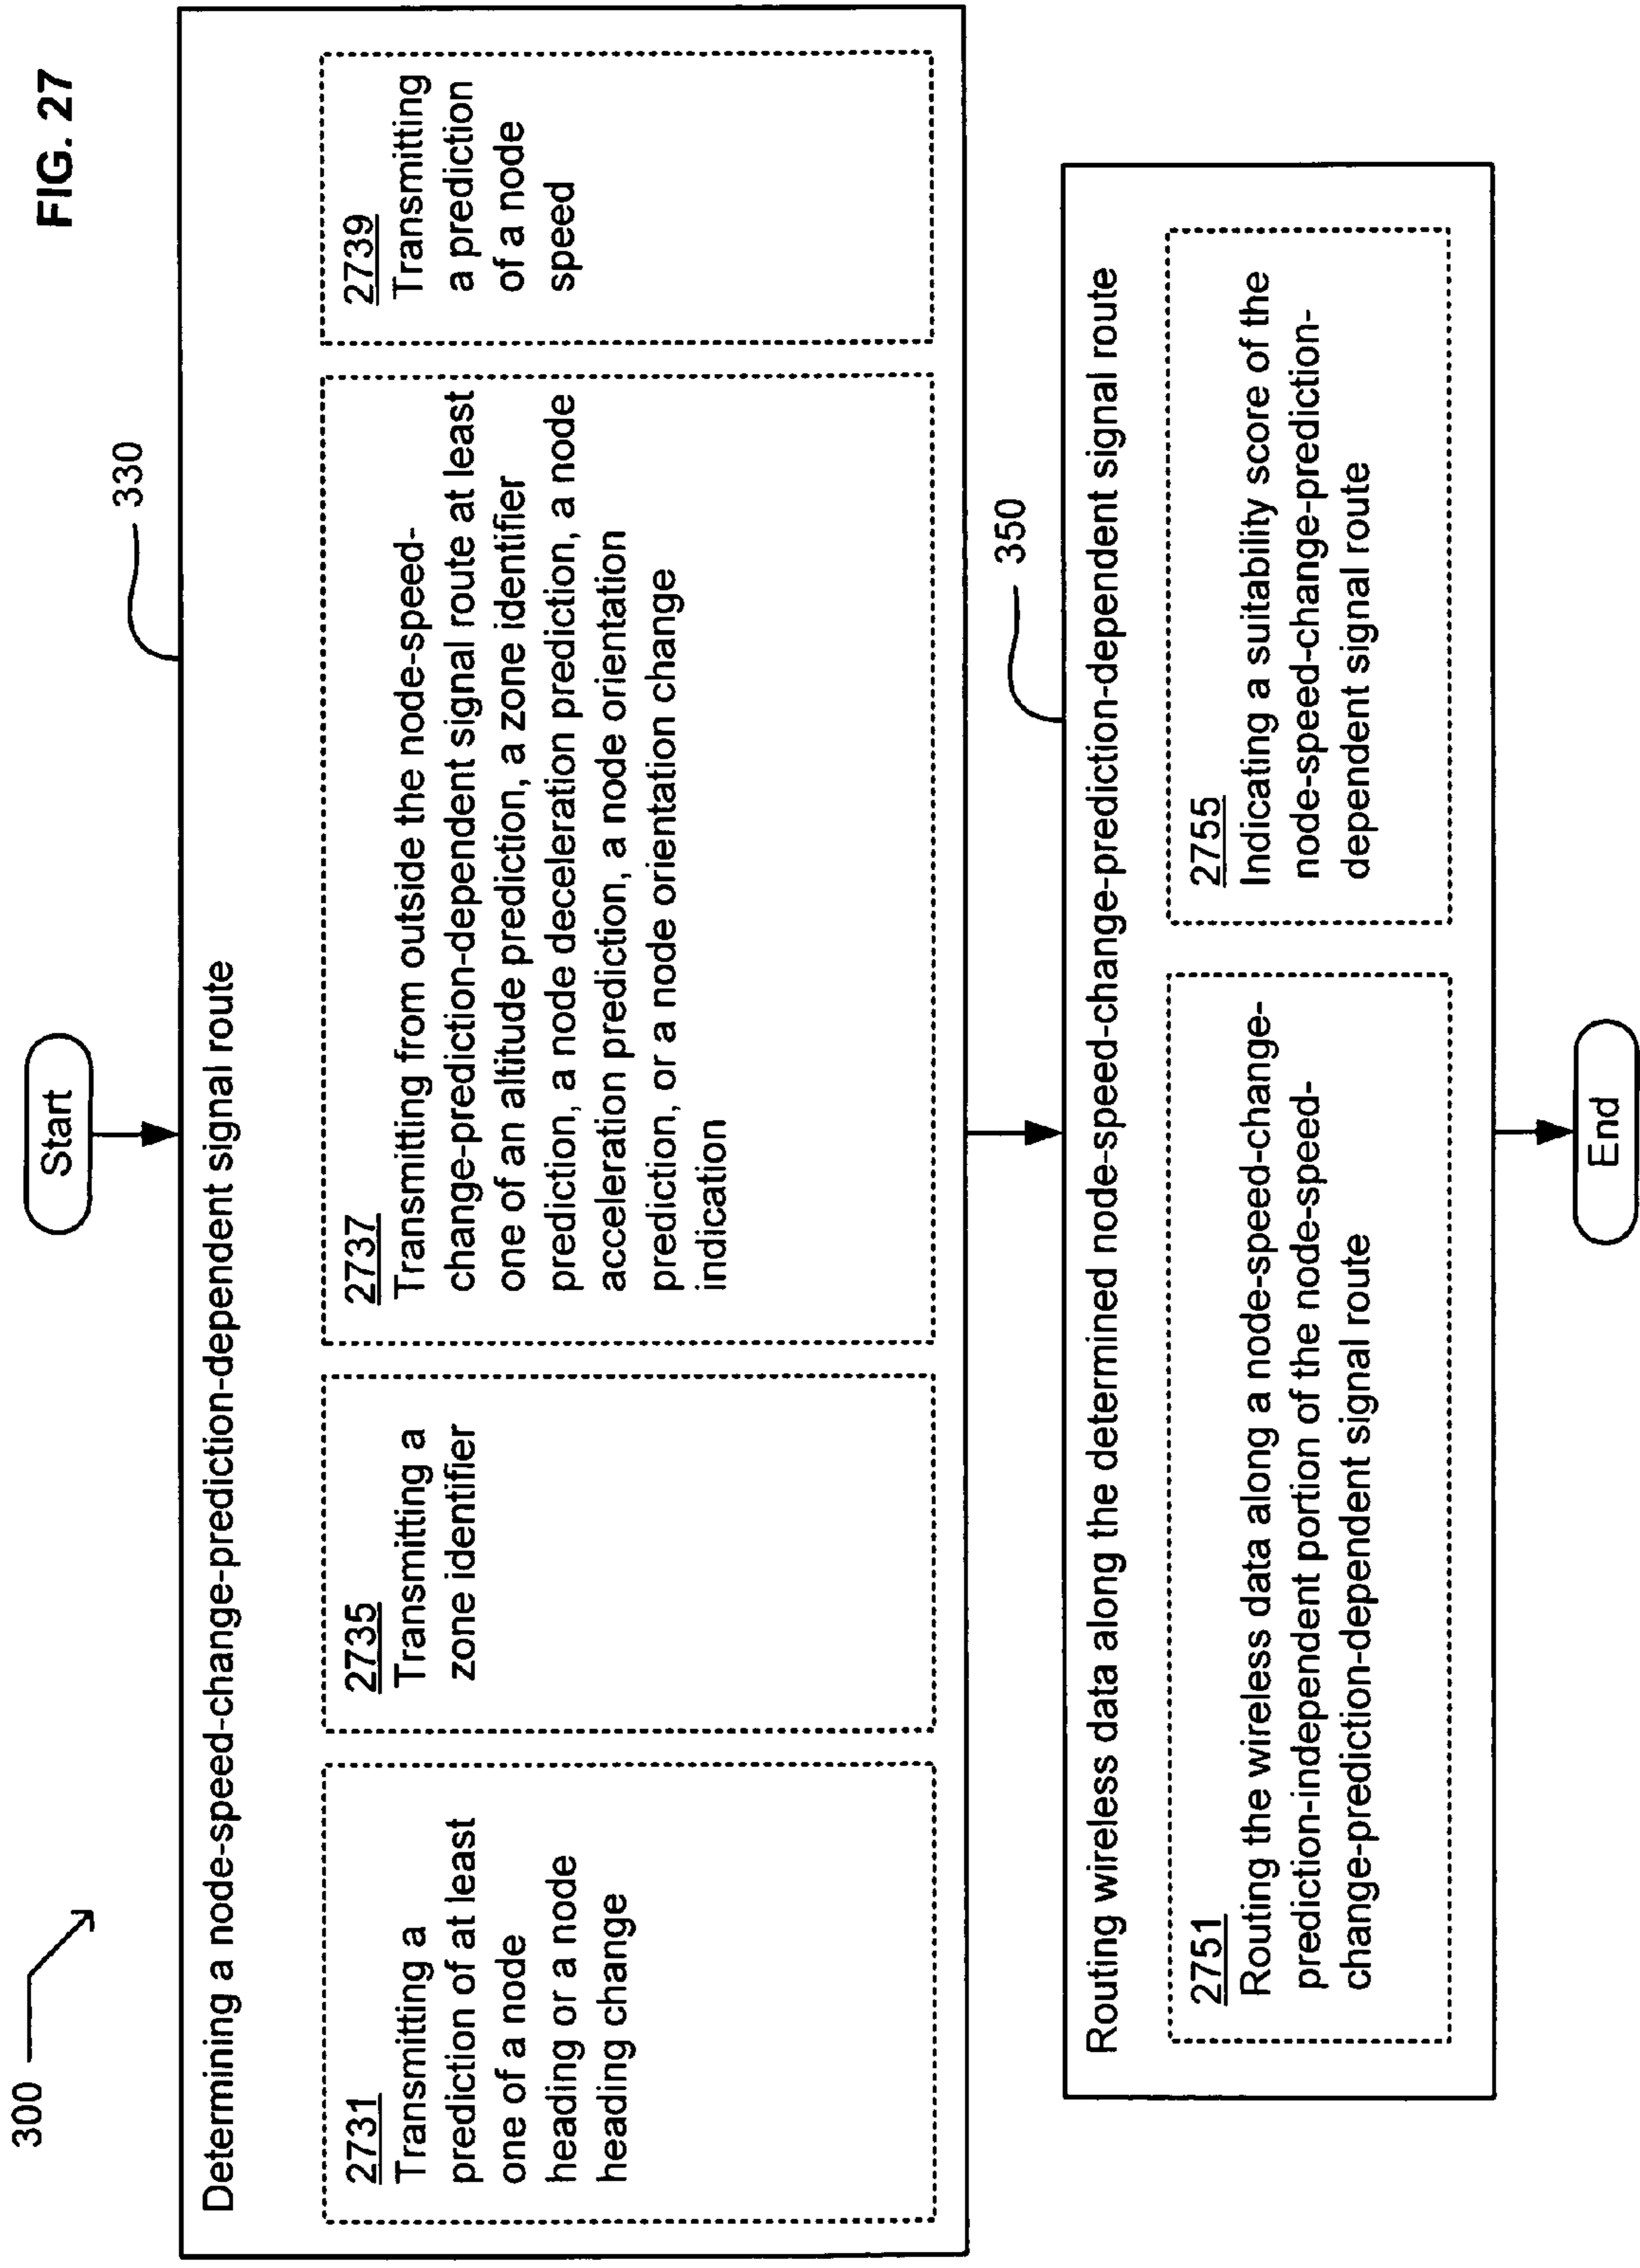 FIG. 27
300
Start
330
Determining a node-speed-change-prediction-dependent signal route
2731
Transmitting a
prediction of at least
one of a node
heading or a node
heading change
2735
Transmitting a
zone identifier
2737
Transmitting from outside the node-speed-
change-prediction-dependent signal route at least
one of an altitude prediction, a zone identifier
prediction, a node deceleration prediction, a node
acceleration prediction, a node orientation
prediction, or a node orientation change
indication
2739
Transmitting
a prediction
of a node
speed
350
Routing wireless data along the determined node-speed-change-prediction-dependent signal route
2751
Routing the wireless data along a node-speed-change-
prediction-independent portion of the node-speed-
change-prediction-dependent signal route
2755
Indicating a suitability score of the
node-speed-change-prediction-
dependent signal route
End